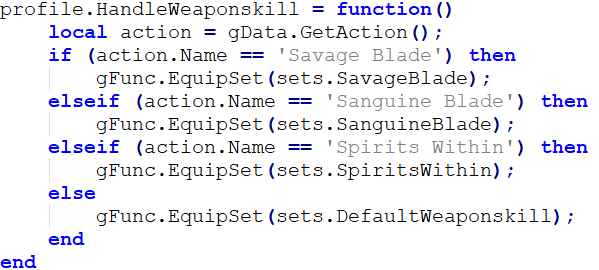 profile.HandleWeaponskill = function()
    local action = gData.GetAction();
    if (action.Name == 'Savage Blade') then
        gFunc.EquipSet(sets.SavageBlade);
    elseif (action.Name == 'Sanguine Blade') then
        gFunc.EquipSet(sets.SanguineBlade);
    elseif (action.Name == 'Spirits Within') then
        gFunc.EquipSet(sets.SpiritsWithin);
    else
        gFunc.EquipSet(sets.DefaultWeaponskill);
    end
end